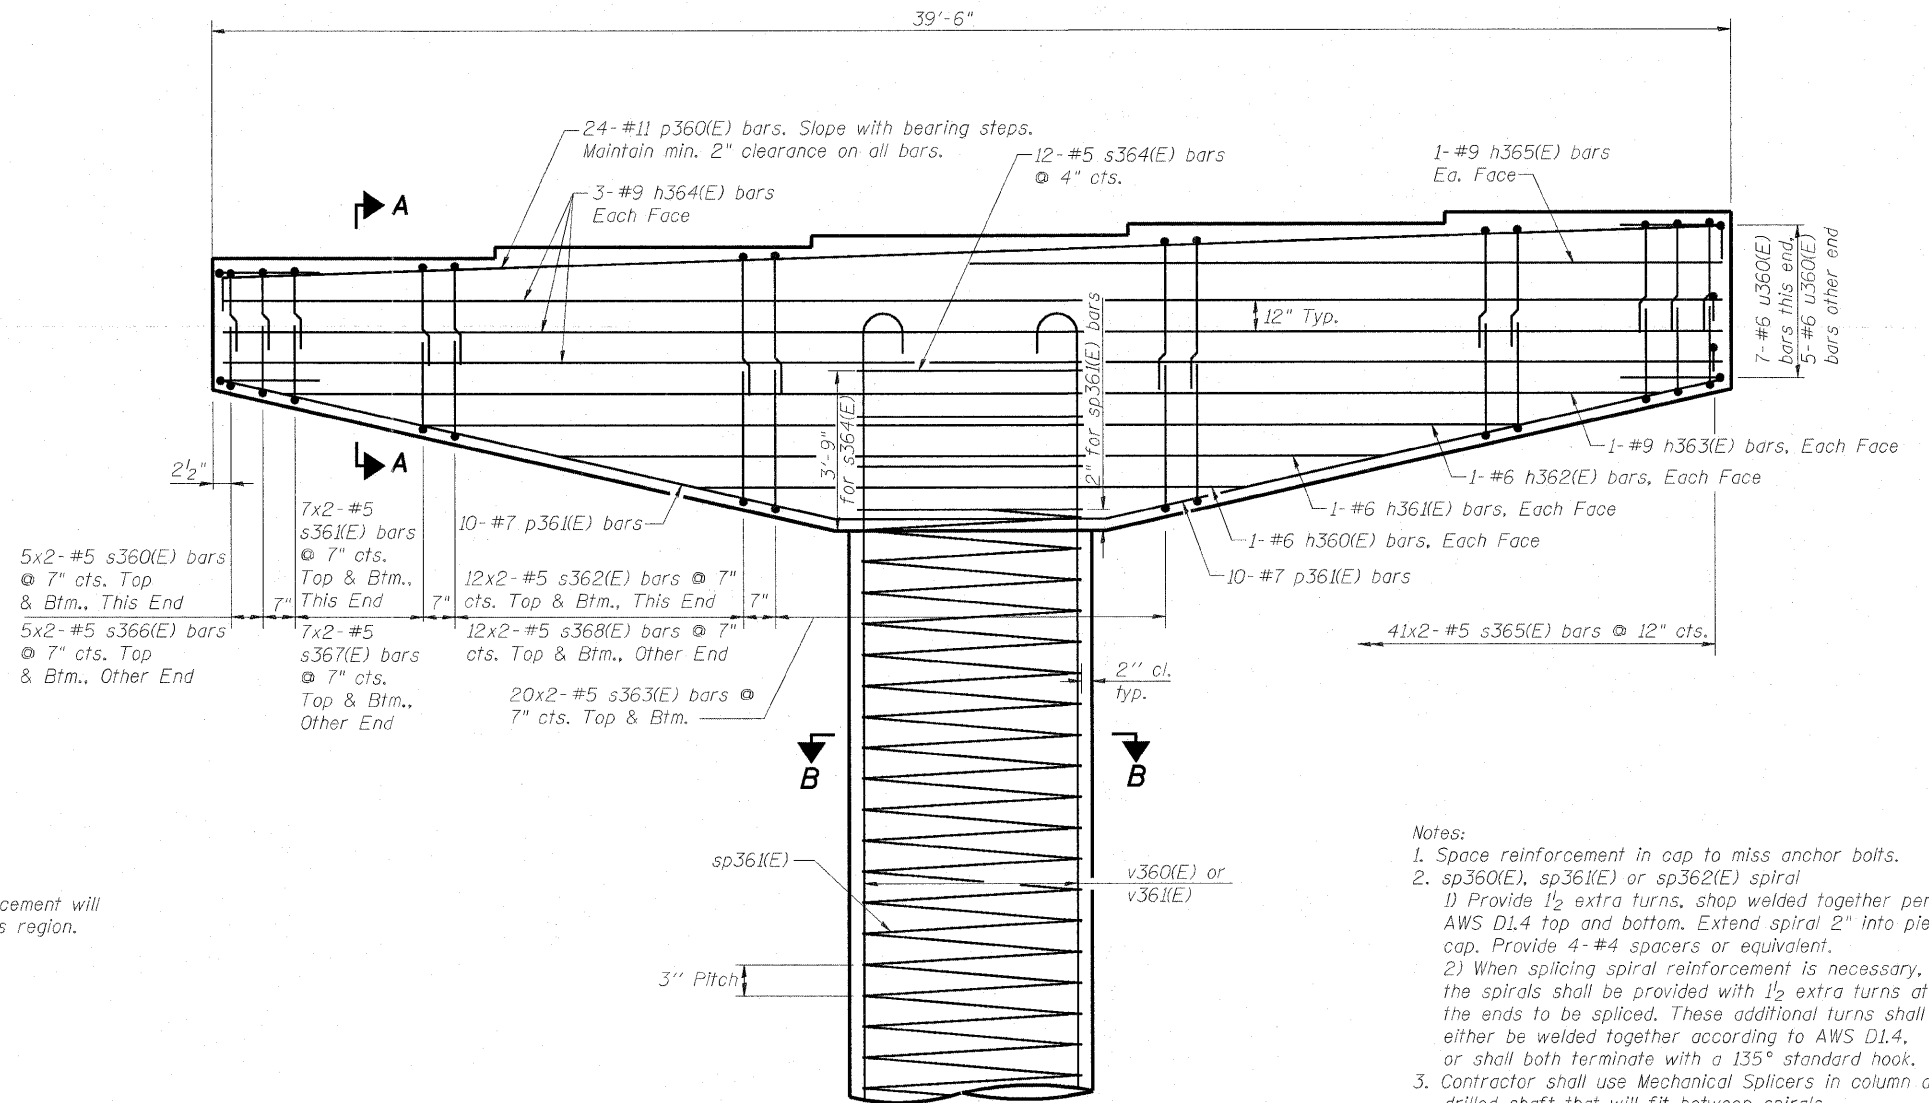 39'-6"
24-#11 p360(E) bars. Slope with bearing steps.
Maintain min. 2" clearance on all bars.
12-#5 s364(E) bars
@ 4" cts.
1-#9 h365(E) bars
Ea. Face
3-#9 h364(E) bars
Each Face
A
12" Typ.
7-#6 u360(E)
bars this end,
5-#6 u360(E)
bars other end
2" for sp361(E) bars
3'-9"
for s364(E)
A
2½"
1-#9 h363(E) bars, Each Face
1-#6 h362(E) bars, Each Face
1-#6 h361(E) bars, Each Face
1-#6 h360(E) bars, Each Face
10-#7 p361(E) bars
10-#7 p361(E) bars
5x2-#5 s360(E) bars
@ 7" cts. Top
& Btm., This End
7"
7x2-#5
s361(E) bars
@ 7" cts.
Top & Btm.,
This End
7"
12x2-#5 s362(E) bars @ 7"
cts. Top & Btm., This End
7"
5x2-#5 s366(E) bars
@ 7" cts. Top
& Btm., Other End
7x2-#5
s367(E) bars
@ 7" cts.
Top & Btm.,
Other End
12x2-#5 s368(E) bars @ 7"
cts. Top & Btm., Other End
20x2-#5 s363(E) bars @
7" cts. Top & Btm.
41x2-#5 s365(E) bars @ 12" cts.
2" cl.
typ.
B
B
sp361(E)
v360(E) or
v361(E)
3" Pitch
cement will
s region.
Notes:
1. Space reinforcement in cap to miss anchor bolts.
2. sp360(E), sp361(E) or sp362(E) spiral
1) Provide 1½ extra turns, shop welded together per
AWS D1.4 top and bottom. Extend spiral 2" into pie
cap. Provide 4-#4 spacers or equivalent.
2) When splicing spiral reinforcement is necessary,
the spirals shall be provided with 1½ extra turns at
the ends to be spliced. These additional turns shall
either be welded together according to AWS D1.4,
or shall both terminate with a 135° standard hook.
3. Contractor shall use Mechanical Splicers in column
drilled shaft that will fit between spirals